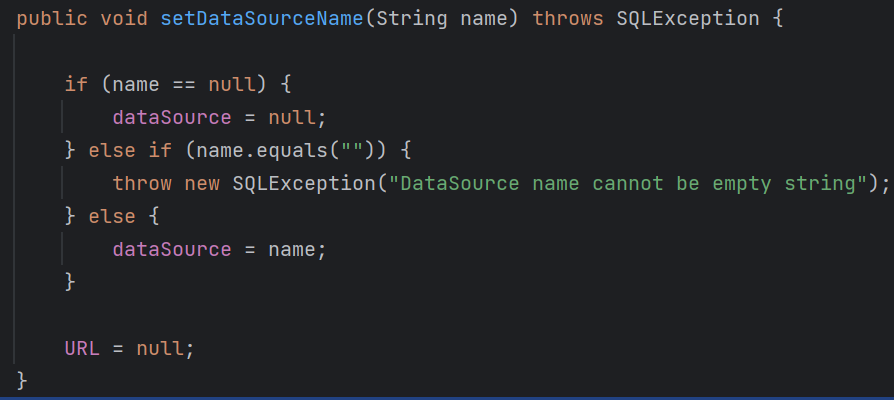 public void setDataSourceName(String name) throws SQLException {
if (name == null) {
dataSource = null;
} else if (name.equals("")) {
throw new SQLException("DataSource name cannot be empty string");
} else {
dataSource = name;
}
URL = null;
}